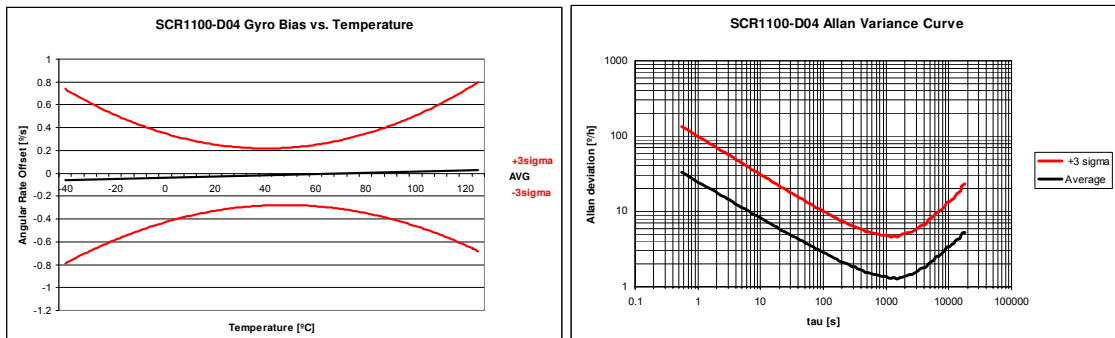 SCR1100-D04 Gyro Bias vs. Temperature
Angular Rate Offset [º/s]
1
0.8
0.6
0.4
0.2
0
-0.2
-0.4
-0.6
-0.8
-1
-1.2
-40 -20 0 20 40 60 80 100 120
Temperature [ºC]
+3sigma
AVG
-3sigma
SCR1100-D04 Allan Variance Curve
Allan deviation [º/h]
1000
100
10
1
0.1 1 10 100 1000 10000 100000
tau [s]
+3 sigma
Average